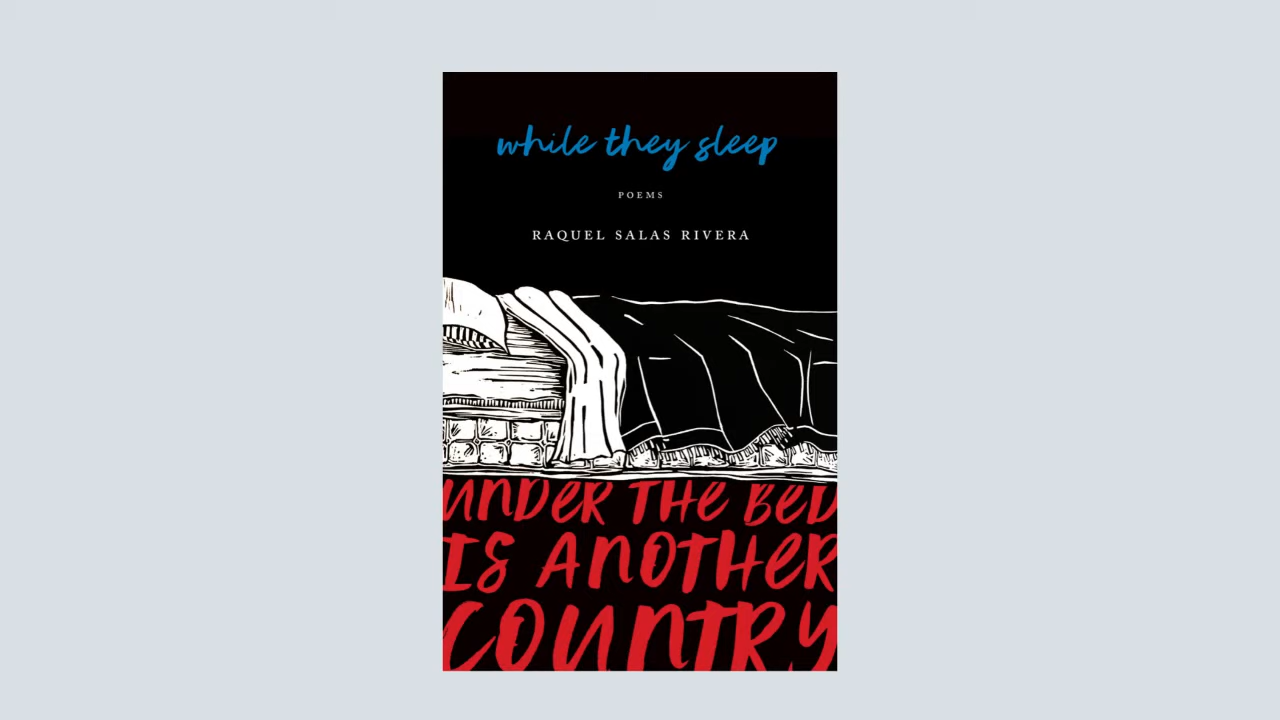 while they sleep
POEMS
RAQUEL SALAS RIVERA
UNDER THE BED
IS ANOTHER
COUNTRY